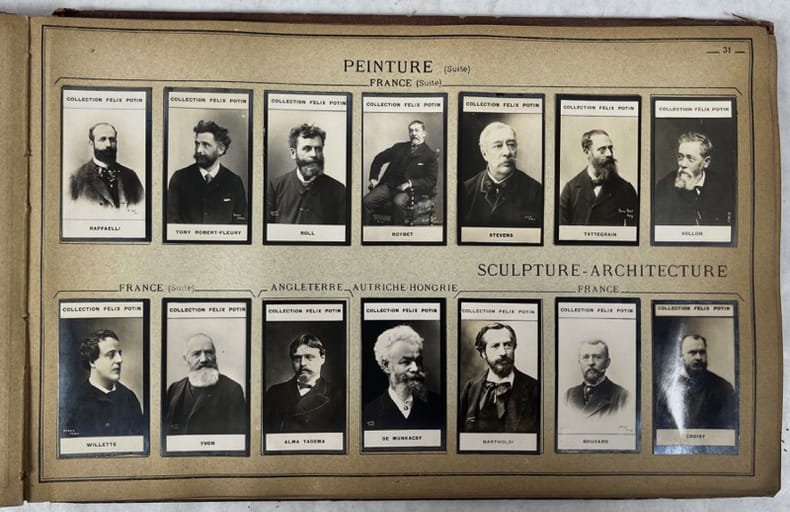 31
PEINTURE (Suite)
FRANCE (Suite)
COLLECTION FELIX POTIN
RAFFAELLI
COLLECTION FELIX POTIN
TONY ROBERT-FLEURY
COLLECTION FELIX POTIN
ROLL
COLLECTION FELIX POTIN
ROYBET
COLLECTION FELIX POTIN
STEVENS
COLLECTION FELIX POTIN
TATTEGRAIN
COLLECTION FELIX POTIN
VOLLON
SCULPTURE-ARCHITECTURE
FRANCE (Suite)
ANGLETERRE
AUTRICHE-HONGRIE
FRANCE
COLLECTION FELIX POTIN
WILLETTE
COLLECTION FELIX POTIN
YVON
COLLECTION FELIX POTIN
ALMA TADEMA
COLLECTION FELIX POTIN
DE MUNKACSY
COLLECTION FELIX POTIN
BARTHOLDI
COLLECTION FELIX POTIN
BOUVARD
COLLECTION FELIX POTIN
CROISY